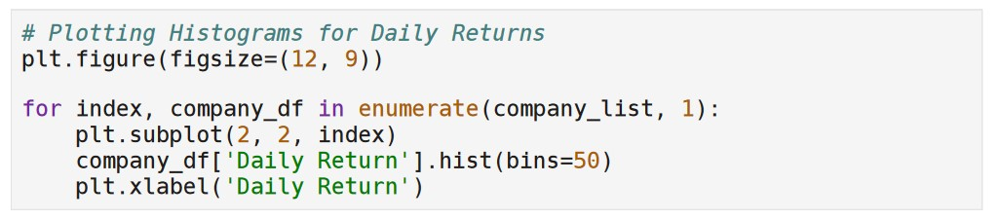 # Plotting Histograms for Daily Returns
plt.figure(figsize=(12, 9))

for index, company_df in enumerate(company_list, 1):
    plt.subplot(2, 2, index)
    company_df['Daily Return'].hist(bins=50)
    plt.xlabel('Daily Return')